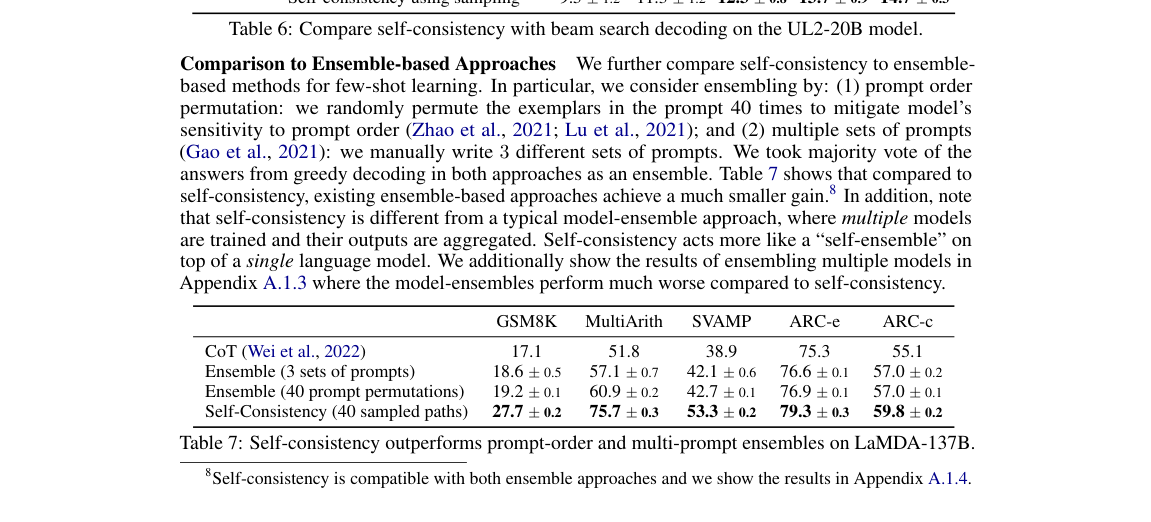 Table 6: Compare self-consistency with beam search decoding on the UL2-20B model.
Comparison to Ensemble-based Approaches We further compare self-consistency to ensemble-
based methods for few-shot learning. In particular, we consider ensembling by: (1) prompt order
permutation: we randomly permute the exemplars in the prompt 40 times to mitigate model's
sensitivity to prompt order (Zhao et al., 2021; Lu et al., 2021); and (2) multiple sets of prompts
(Gao et al., 2021): we manually write 3 different sets of prompts. We took majority vote of the
answers from greedy decoding in both approaches as an ensemble. Table 7 shows that compared to
self-consistency, existing ensemble-based approaches achieve a much smaller gain.8 In addition, note
that self-consistency is different from a typical model-ensemble approach, where multiple models
are trained and their outputs are aggregated. Self-consistency acts more like a “self-ensemble” on
top of a single language model. We additionally show the results of ensembling multiple models in
Appendix A.1.3 where the model-ensembles perform much worse compared to self-consistency.
GSM8K MultiArith SVAMP ARC-e ARC-c
CoT (Wei et al., 2022) 17.1 51.8 38.9 75.3 55.1
Ensemble (3 sets of prompts) 18.6 ± 0.5 57.1 ± 0.7 42.1 ± 0.6 76.6 ± 0.1 57.0 ± 0.2
Ensemble (40 prompt permutations) 19.2 ± 0.1 60.9 ± 0.2 42.7 ± 0.1 76.9 ± 0.1 57.0 ± 0.1
Self-Consistency (40 sampled paths) 27.7 ± 0.2 75.7 ± 0.3 53.3 ± 0.2 79.3 ± 0.3 59.8 ± 0.2
Table 7: Self-consistency outperforms prompt-order and multi-prompt ensembles on LaMDA-137B.
8Self-consistency is compatible with both ensemble approaches and we show the results in Appendix A.1.4.